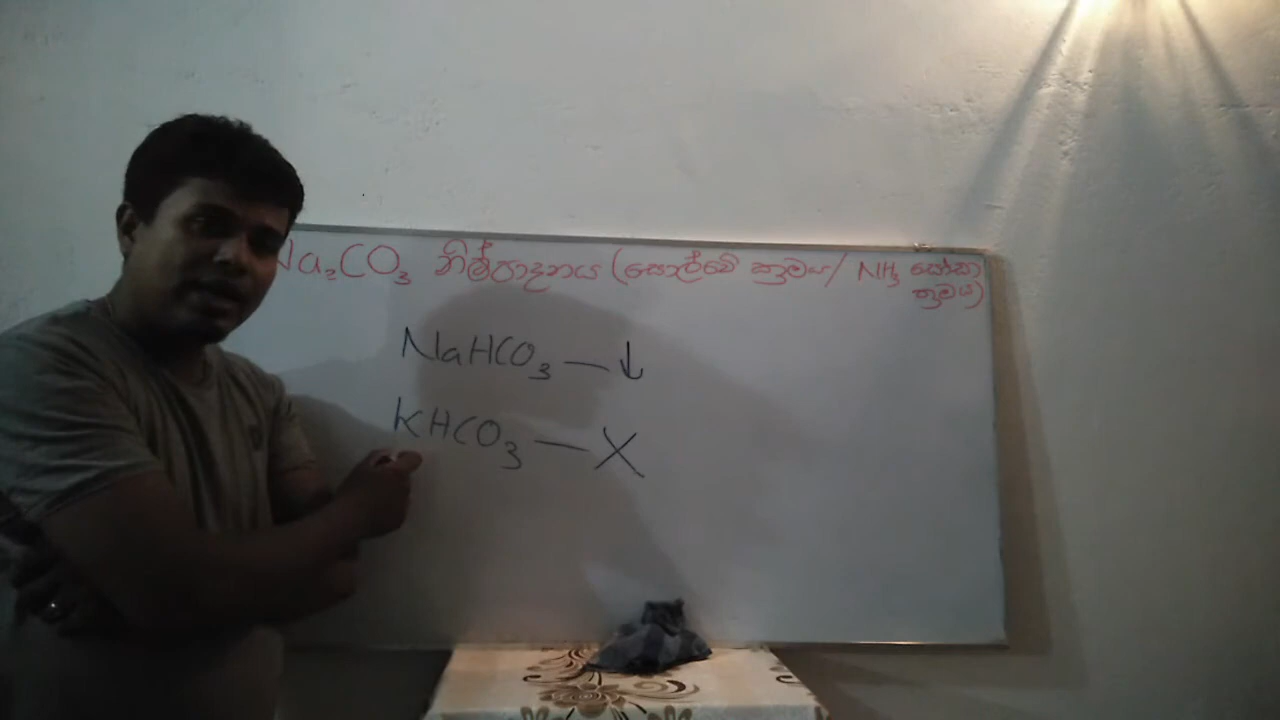 Na₂CO₃ නිෂ්පාදනය (සොල්වේ ක්‍රමය/ NH₃ සෝඩා
ක්‍රමය)
NaHCO₃ — ↓
KHCO₃ — X